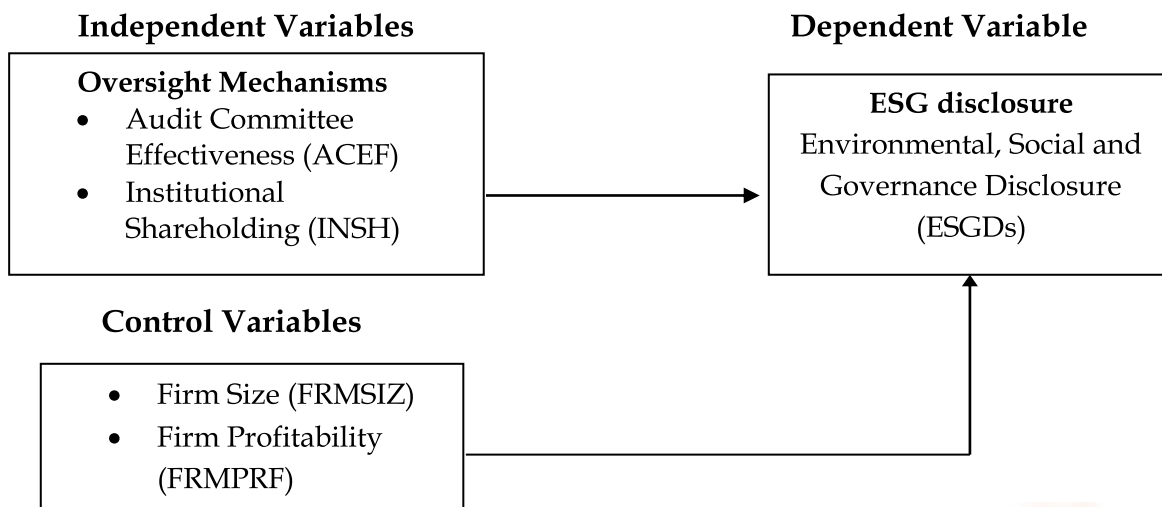 Independent Variables
Oversight Mechanisms
• Audit Committee
Effectiveness (ACEF)
• Institutional
Shareholding (INSH)
Dependent Variable
ESG disclosure
Environmental, Social and
Governance Disclosure
(ESGDs)
Control Variables
• Firm Size (FRMSIZ)
• Firm Profitability
(FRMPRF)